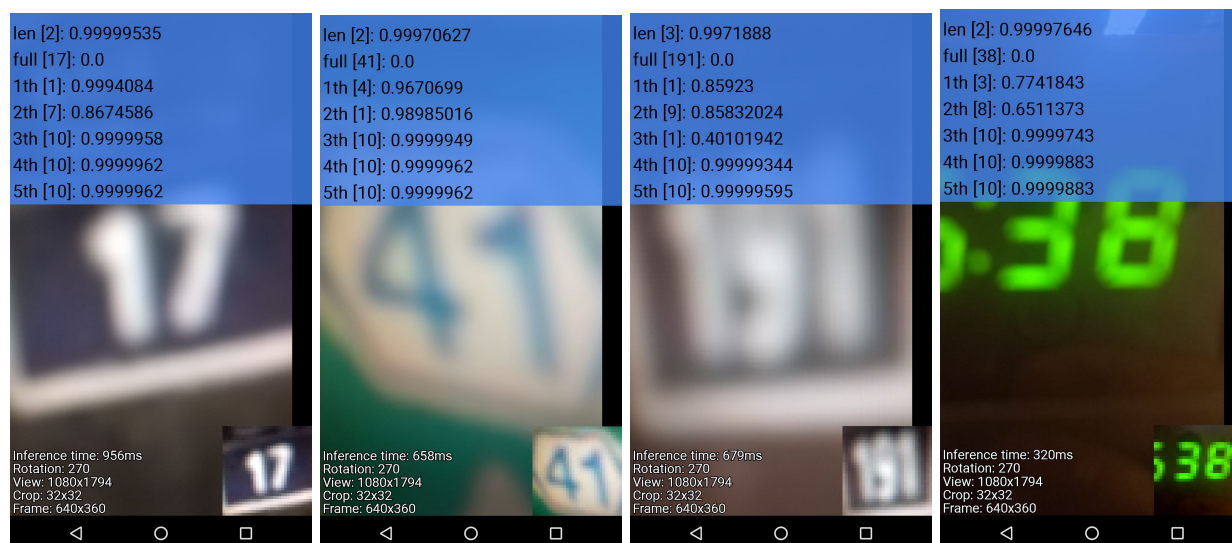 len [2]: 0.99999535
full [17]: 0.0
1th [1]: 0.9994084
2th [7]: 0.8674586
3th [10]: 0.9999958
4th [10]: 0.9999962
5th [10]: 0.9999962
17
Inference time: 956ms
Rotation: 270
View: 1080x1794
Crop: 32x32
Frame: 640x360
17
len [2]: 0.99970627
full [41]: 0.0
1th [4]: 0.9670699
2th [1]: 0.98985016
3th [10]: 0.9999949
4th [10]: 0.9999962
5th [10]: 0.9999962
41
Inference time: 658ms
Rotation: 270
View: 1080x1794
Crop: 32x32
Frame: 640x360
41
len [3]: 0.9971888
full [191]: 0.0
1th [1]: 0.85923
2th [9]: 0.85832024
3th [1]: 0.40101942
4th [10]: 0.99999344
5th [10]: 0.99999595
191
Inference time: 679ms
Rotation: 270
View: 1080x1794
Crop: 32x32
Frame: 640x360
191
len [2]: 0.99997646
full [38]: 0.0
1th [3]: 0.7741843
2th [8]: 0.6511373
3th [10]: 0.9999743
4th [10]: 0.9999883
5th [10]: 0.9999883
:38
Inference time: 320ms
Rotation: 270
View: 1080x1794
Crop: 32x32
Frame: 640x360
38